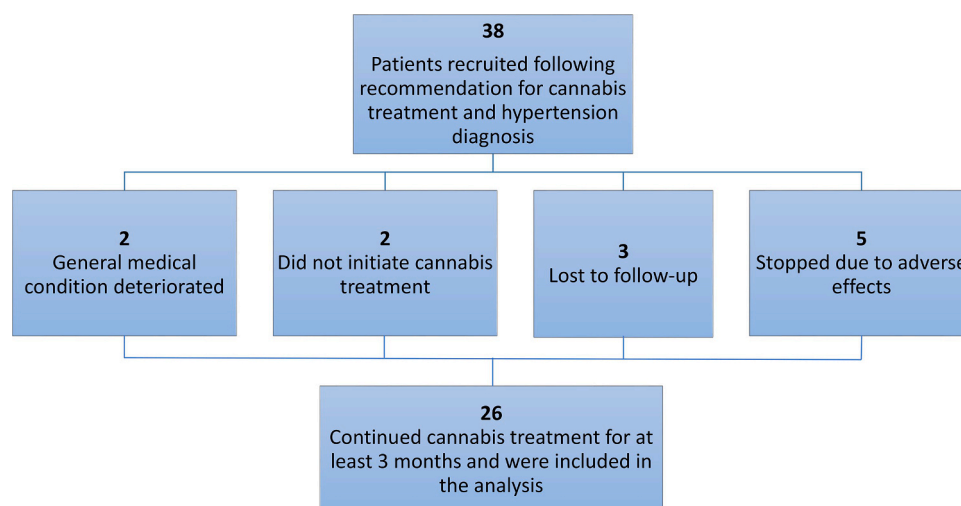 38
Patients recruited following
recommendation for cannabis
treatment and hypertension
diagnosis
2
General medical
condition deteriorated
2
Did not initiate cannabis
treatment
3
Lost to follow-up
5
Stopped due to adverse
effects
26
Continued cannabis treatment for at
least 3 months and were included in
the analysis